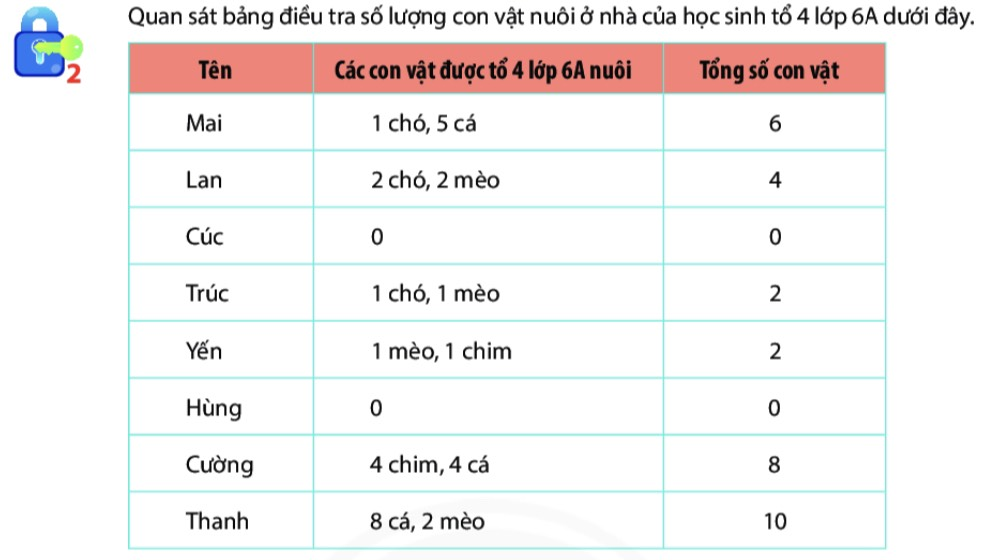 Quan sát bảng điều tra số lượng con vật nuôi ở nhà của học sinh tổ 4 lớp 6A dưới đây.
2
Tên Các con vật được tổ 4 lớp 6A nuôi Tổng số con vật
Mai 1 chó, 5 cá 6
Lan 2 chó, 2 mèo 4
Cúc 0 0
Trúc 1 chó, 1 mèo 2
Yến 1 mèo, 1 chim 2
Hùng 0 0
Cường 4 chim, 4 cá 8
Thanh 8 cá, 2 mèo 10